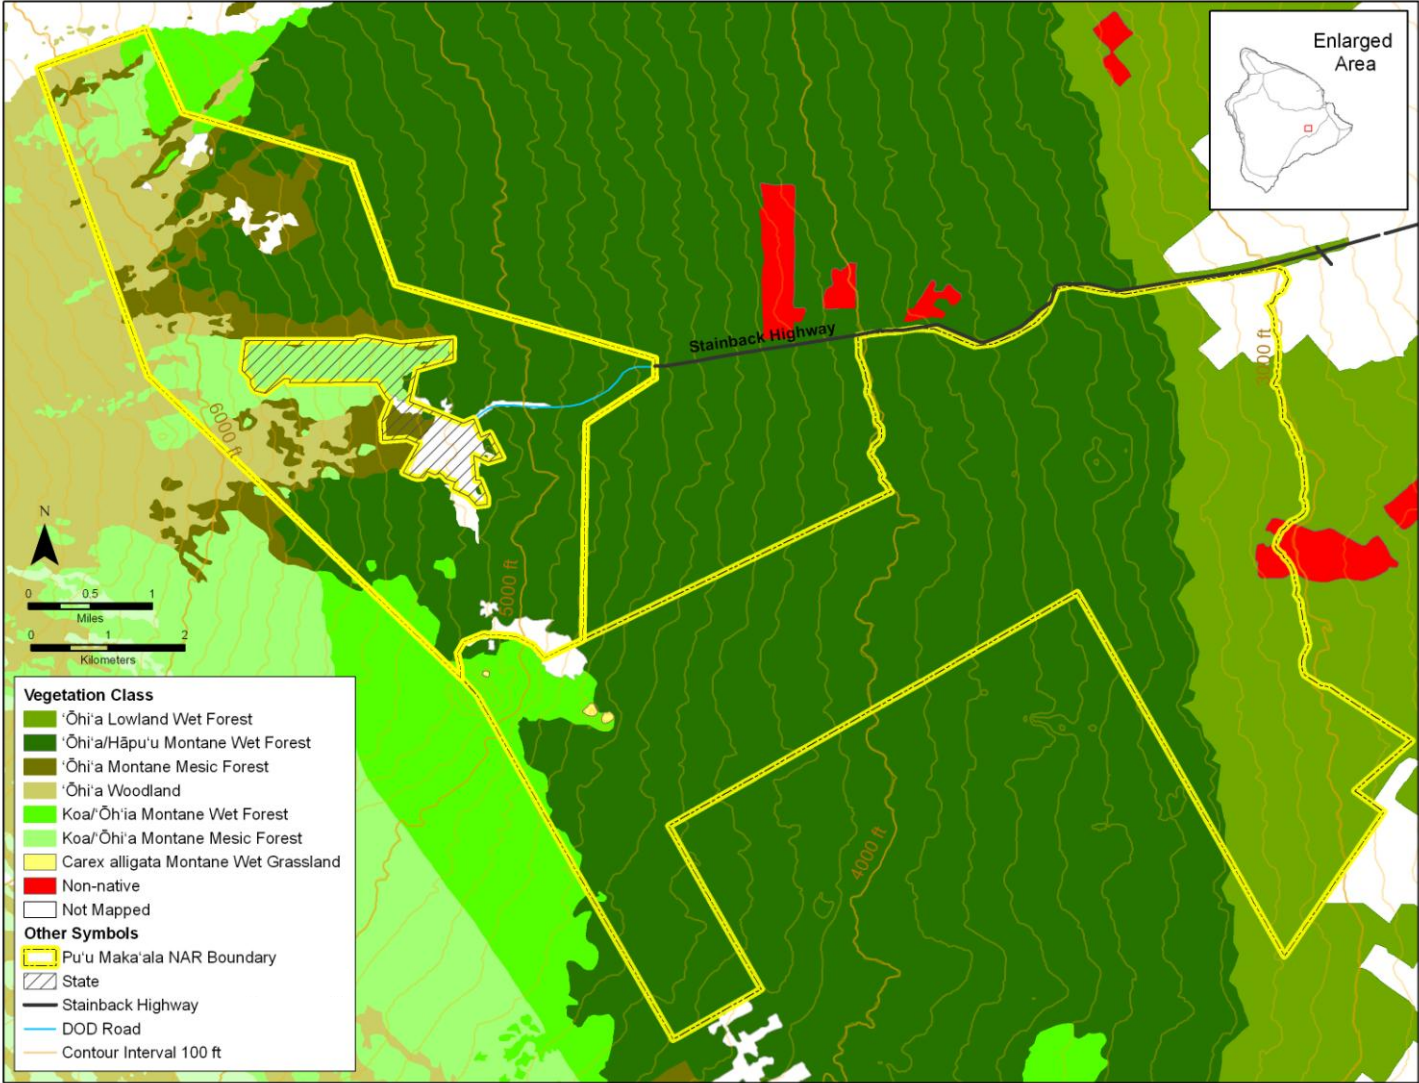 Enlarged
Area
Stainback Highway
3000 ft
6000 ft
5000 ft
4000 ft
N
0 0.5 1
Miles
0 1 2
Kilometers
Vegetation Class
ʻŌhiʻa Lowland Wet Forest
ʻŌhiʻa/Hāpuʻu Montane Wet Forest
ʻŌhiʻa Montane Mesic Forest
ʻŌhiʻa Woodland
Koa/ʻŌhʻia Montane Wet Forest
Koa/ʻŌhiʻa Montane Mesic Forest
Carex alligata Montane Wet Grassland
Non-native
Not Mapped
Other Symbols
Puʻu Makaʻala NAR Boundary
State
Stainback Highway
DOD Road
Contour Interval 100 ft